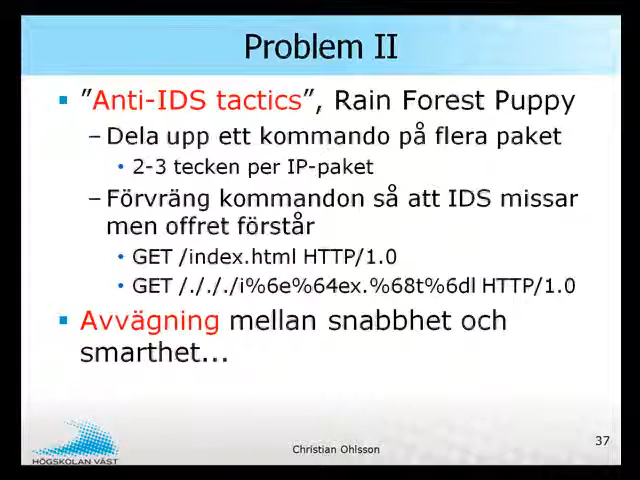 Problem II
”Anti-IDS tactics”, Rain Forest Puppy
–Dela upp ett kommando på flera paket
• 2-3 tecken per IP-paket
–Förvräng kommandon så att IDS missar
men offret förstår
• GET /index.html HTTP/1.0
• GET /./././i%6e%64ex.%68t%6dl HTTP/1.0
Avvägning mellan snabbhet och
smarthet...
HÖGSKOLAN VÄST
Christian Ohlsson
37